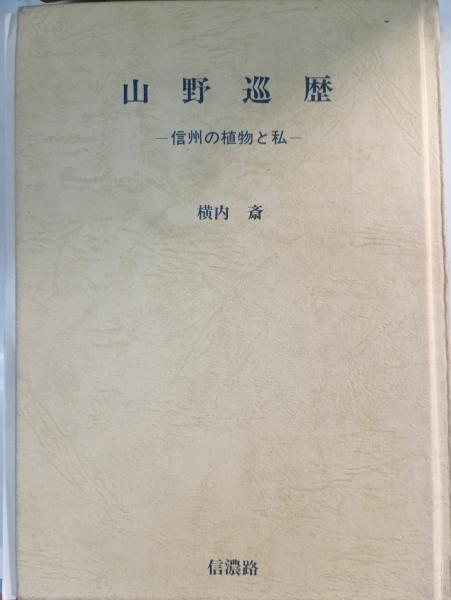 山野巡歴
―信州の植物と私―
横内 斎
信濃路